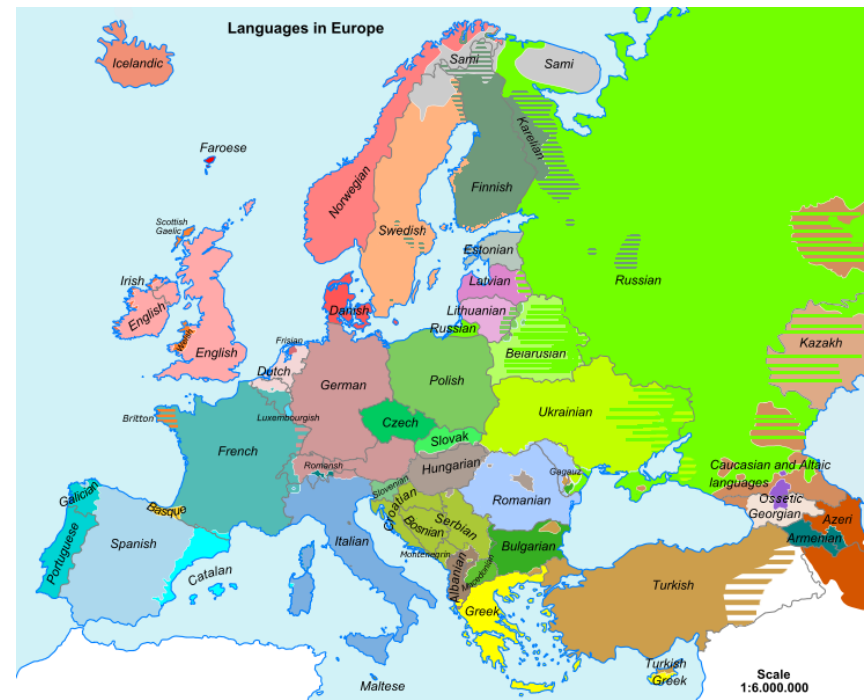 Languages in Europe
Icelandic
Sami
Sami
Faroese
Norwegian
Karelian
Finnish
Scottish
Gaelic
Swedish
Estonian
Russian
Irish
English
Latvian
Danish
Lithuanian
Russian
Welsh
English
Frisian
Belarusian
Kazakh
Detch
German
Polish
Britton
Luxembourgish
Czech
Ukrainian
French
Slovak
Romansh
Hungarian
Gagauz
Caucasian and Altaic
languages
Galician
Slovenian
Romanian
Ossetic
Basque
Croatian
Georgian
Portuguese
Spanish
Italian
Bosnian
Serbian
Azeri
Bulgarian
Armenian
Montenegrin
Catalan
Albanian
Macedonian
Turkish
Greek
Maltese
Turkish
Greek
Scale
1:6.000.000